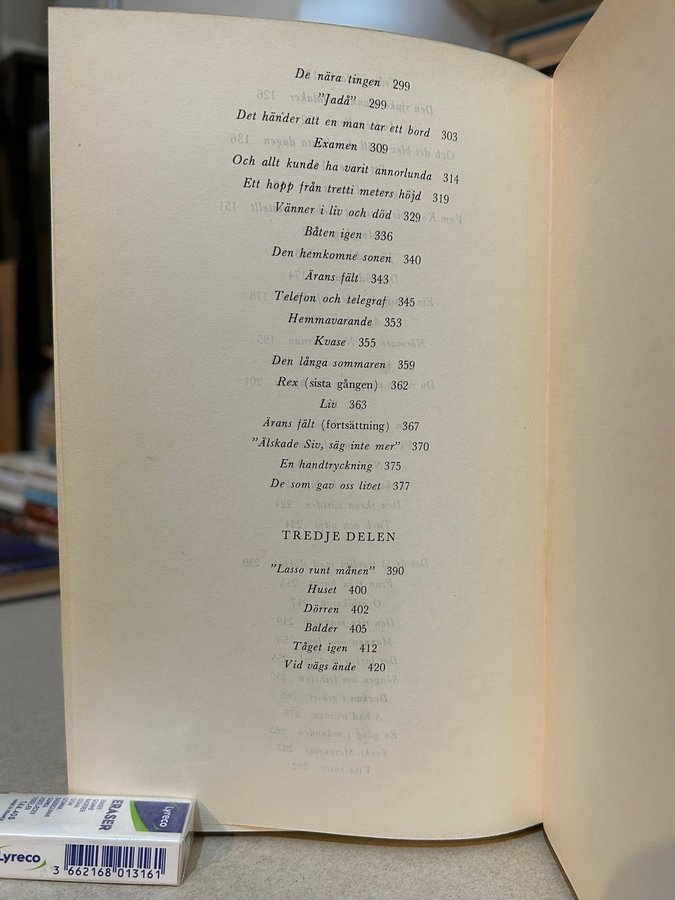 De nära tingen 299
"Jadå" 299
Det händer att en man tar ett bord 303
Examen 309
Och allt kunde ha varit annorlunda 314
Ett hopp från tretti meters höjd 319
Vänner i liv och död 329
Båten igen 336
Den hemkomne sonen 340
Ärans fält 343
Telefon och telegraf 345
Hemmavarande 353
Kvase 355
Den långa sommaren 359
Rex (sista gången) 362
Liv 363
Ärans fält (fortsättning) 367
"Älskade Siv, säg inte mer" 370
En handtryckning 375
De som gav oss livet 377
TREDJE DELEN
"Lasso runt månen" 390
Huset 400
Dörren 402
Balder 405
Tåget igen 412
Vid vägs ände 420
Lyreco
ERASER
Lyreco
3 662168 013161